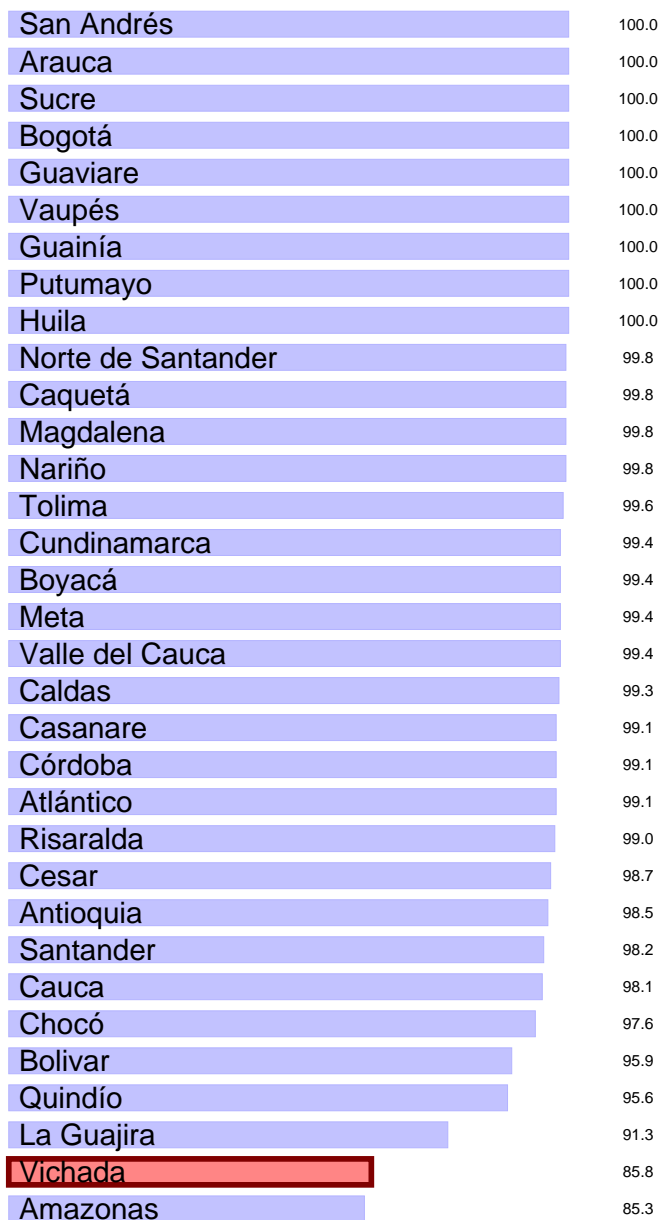 San Andrés 100.0
Arauca 100.0
Sucre 100.0
Bogotá 100.0
Guaviare 100.0
Vaupés 100.0
Guainía 100.0
Putumayo 100.0
Huila 100.0
Norte de Santander 99.8
Caquetá 99.8
Magdalena 99.8
Nariño 99.8
Tolima 99.6
Cundinamarca 99.4
Boyacá 99.4
Meta 99.4
Valle del Cauca 99.4
Caldas 99.3
Casanare 99.1
Córdoba 99.1
Atlántico 99.1
Risaralda 99.0
Cesar 98.7
Antioquia 98.5
Santander 98.2
Cauca 98.1
Chocó 97.6
Bolivar 95.9
Quindío 95.6
La Guajira 91.3
Vichada 85.8
Amazonas 85.3